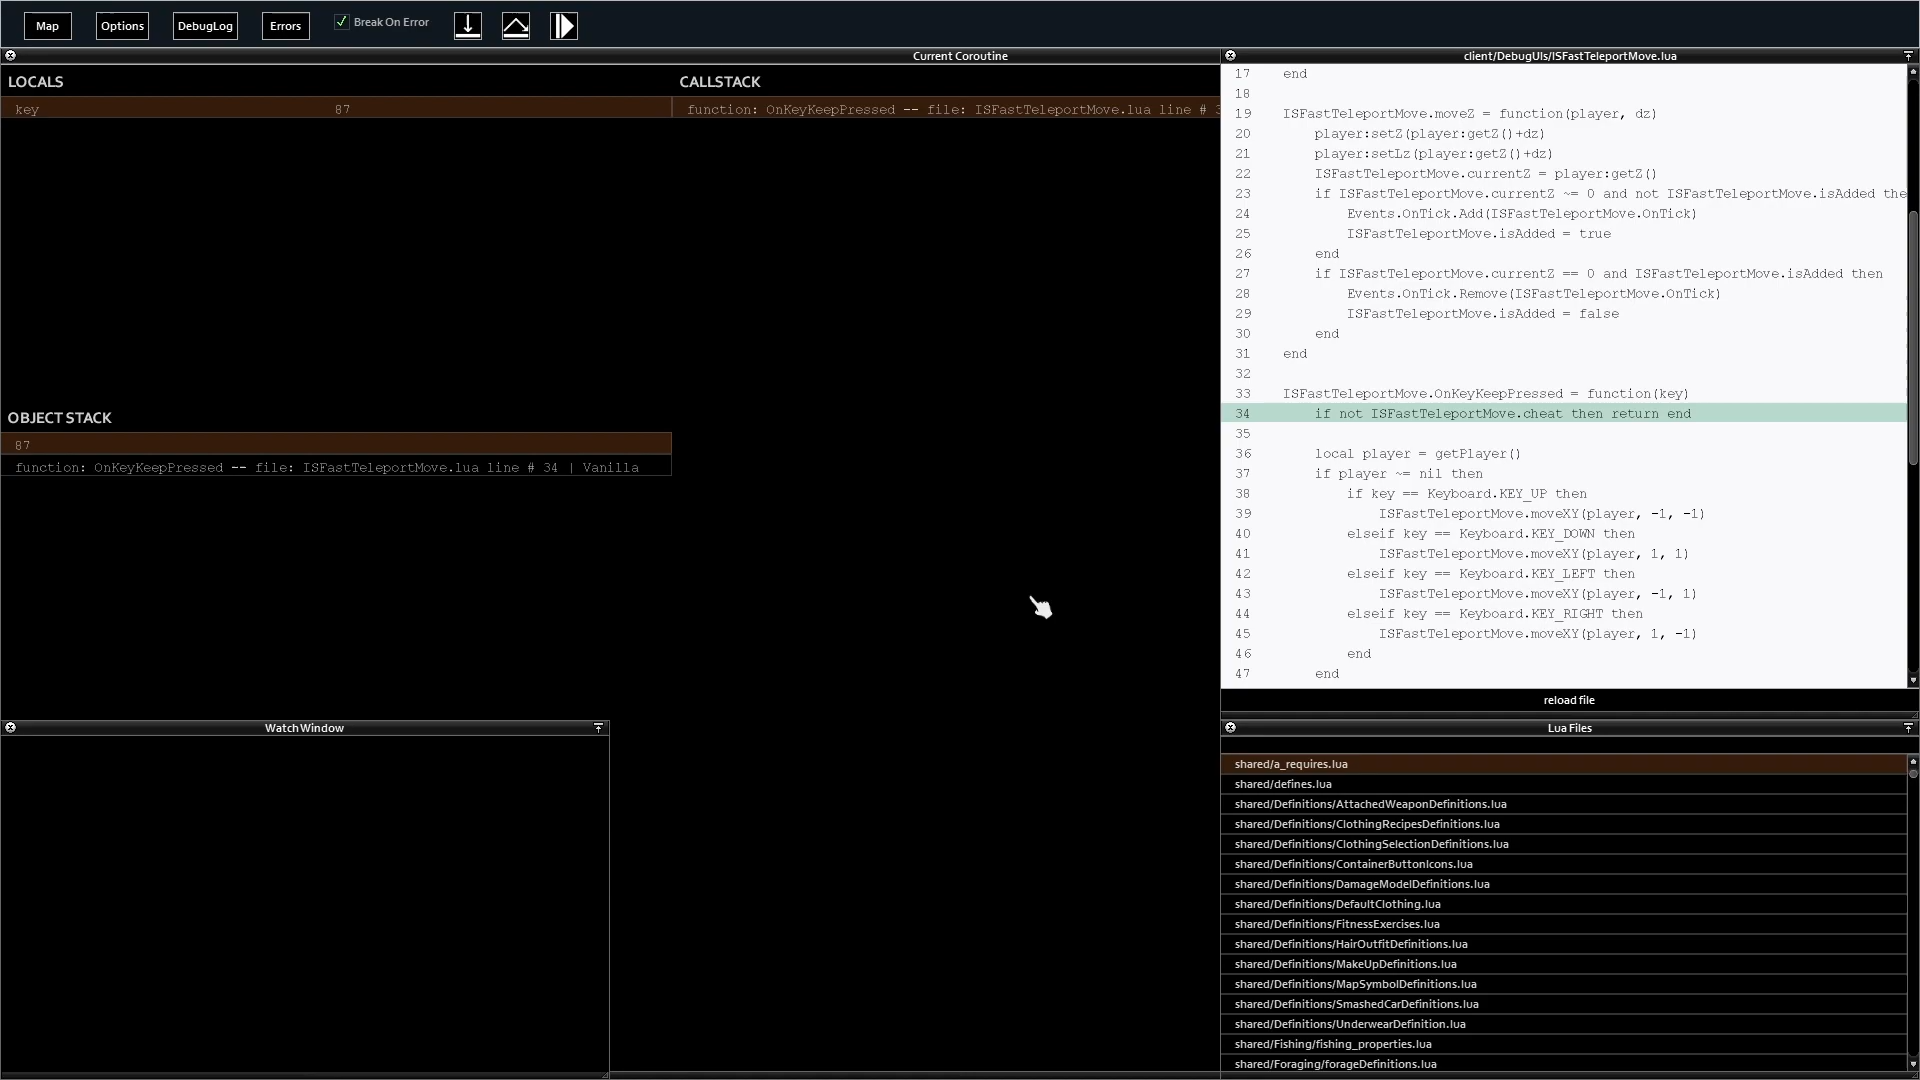 Map
Options
DebugLog
Errors
Break On Error
Current Coroutine
LOCALS
key 87
CALLSTACK
function: OnKeyKeepPressed -- file: ISFastTeleportMove.lua line #
OBJECT STACK
87
function: OnKeyKeepPressed -- file: ISFastTeleportMove.lua line # 34 | Vanilla
Watch Window
client/DebugUIs/ISFastTeleportMove.lua
17 end
18
19 ISFastTeleportMove.moveZ = function(player, dz)
20 player:setZ(player:getZ()+dz)
21 player:setLz(player:getZ()+dz)
22 ISFastTeleportMove.currentZ = player:getZ()
23 if ISFastTeleportMove.currentZ ~= 0 and not ISFastTeleportMove.isAdded the
24 Events.OnTick.Add(ISFastTeleportMove.OnTick)
25 ISFastTeleportMove.isAdded = true
26 end
27 if ISFastTeleportMove.currentZ == 0 and ISFastTeleportMove.isAdded then
28 Events.OnTick.Remove(ISFastTeleportMove.OnTick)
29 ISFastTeleportMove.isAdded = false
30 end
31 end
32
33 ISFastTeleportMove.OnKeyKeepPressed = function(key)
34 if not ISFastTeleportMove.cheat then return end
35
36 local player = getPlayer()
37 if player ~= nil then
38 if key == Keyboard.KEY_UP then
39 ISFastTeleportMove.moveXY(player, -1, -1)
40 elseif key == Keyboard.KEY_DOWN then
41 ISFastTeleportMove.moveXY(player, 1, 1)
42 elseif key == Keyboard.KEY_LEFT then
43 ISFastTeleportMove.moveXY(player, -1, 1)
44 elseif key == Keyboard.KEY_RIGHT then
45 ISFastTeleportMove.moveXY(player, 1, -1)
46 end
47 end
reload file
Lua Files
shared/a_requires.lua
shared/defines.lua
shared/Definitions/AttachedWeaponDefinitions.lua
shared/Definitions/ClothingRecipesDefinitions.lua
shared/Definitions/ClothingSelectionDefinitions.lua
shared/Definitions/ContainerButtonIcons.lua
shared/Definitions/DamageModelDefinitions.lua
shared/Definitions/DefaultClothing.lua
shared/Definitions/FitnessExercises.lua
shared/Definitions/HairOutfitDefinitions.lua
shared/Definitions/MakeUpDefinitions.lua
shared/Definitions/MapSymbolDefinitions.lua
shared/Definitions/SmashedCarDefinitions.lua
shared/Definitions/UnderwearDefinition.lua
shared/Fishing/fishing_properties.lua
shared/Foraging/forageDefinitions.lua